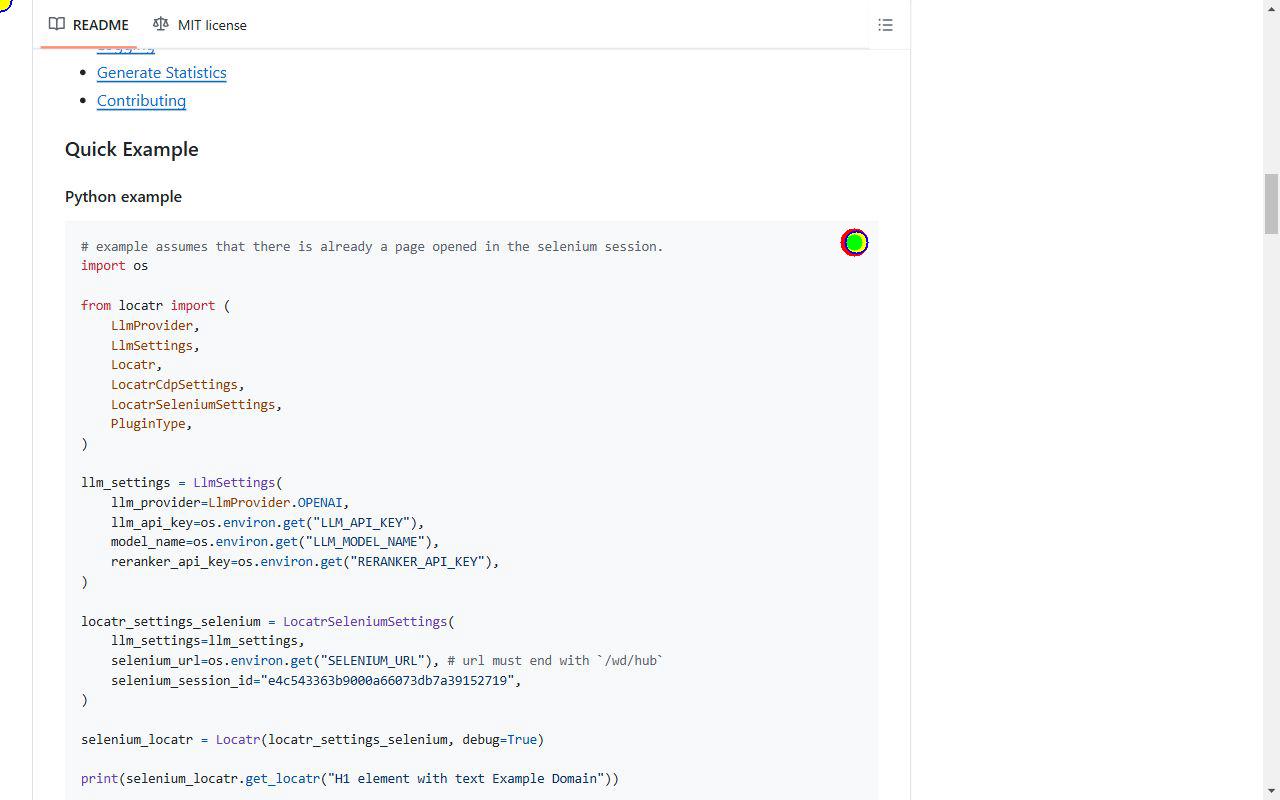 README
MIT license
Logging
Generate Statistics
Contributing
Quick Example
Python example
# example assumes that there is already a page opened in the selenium session.
import os
from locatr import (
    LlmProvider,
    LlmSettings,
    Locatr,
    LocatrCdpSettings,
    LocatrSeleniumSettings,
    PluginType,
)
llm_settings = LlmSettings(
    llm_provider=LlmProvider.OPENAI,
    llm_api_key=os.environ.get("LLM_API_KEY"),
    model_name=os.environ.get("LLM_MODEL_NAME"),
    reranker_api_key=os.environ.get("RERANKER_API_KEY"),
)
locatr_settings_selenium = LocatrSeleniumSettings(
    llm_settings=llm_settings,
    selenium_url=os.environ.get("SELENIUM_URL"), # url must end with `/wd/hub`
    selenium_session_id="e4c543363b9000a66073db7a39152719",
)
selenium_locatr = Locatr(locatr_settings_selenium, debug=True)
print(selenium_locatr.get_locatr("H1 element with text Example Domain"))